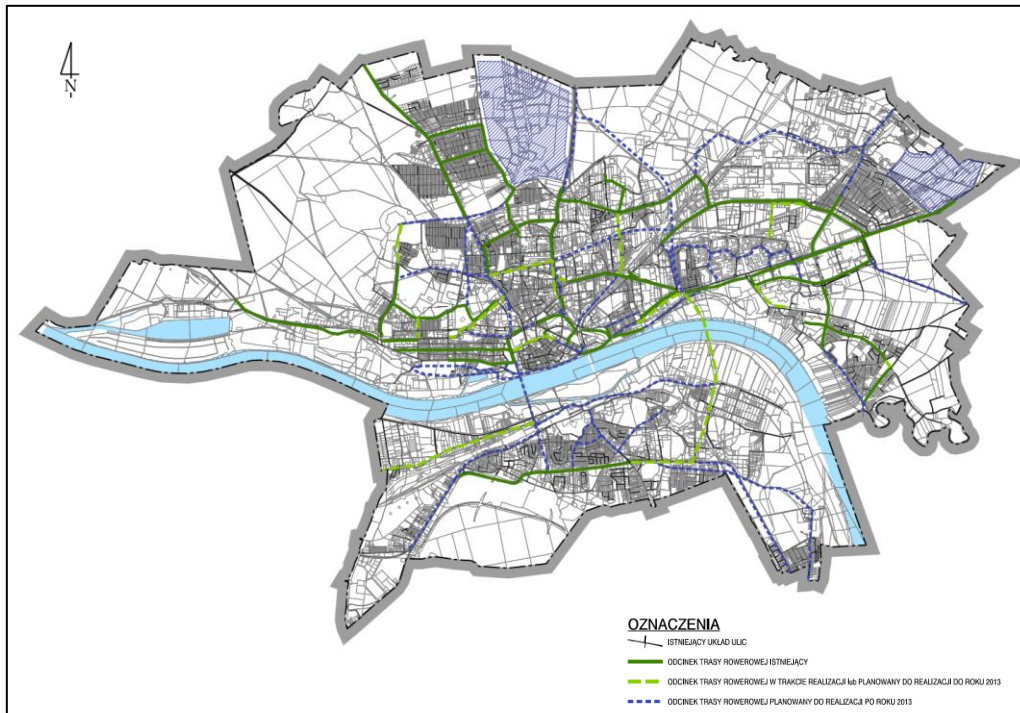 N
OZNACZENIA
ISTNIEJĄCY UKŁAD ULIC
ODCINEK TRASY ROWEROWEJ ISTNIEJĄCY
ODCINEK TRASY ROWEROWEJ W TRAKCIE REALIZACJI lub PLANOWANY DO REALIZACJI DO ROKU 2013
ODCINEK TRASY ROWEROWEJ PLANOWANY DO REALIZACJI PO ROKU 2013